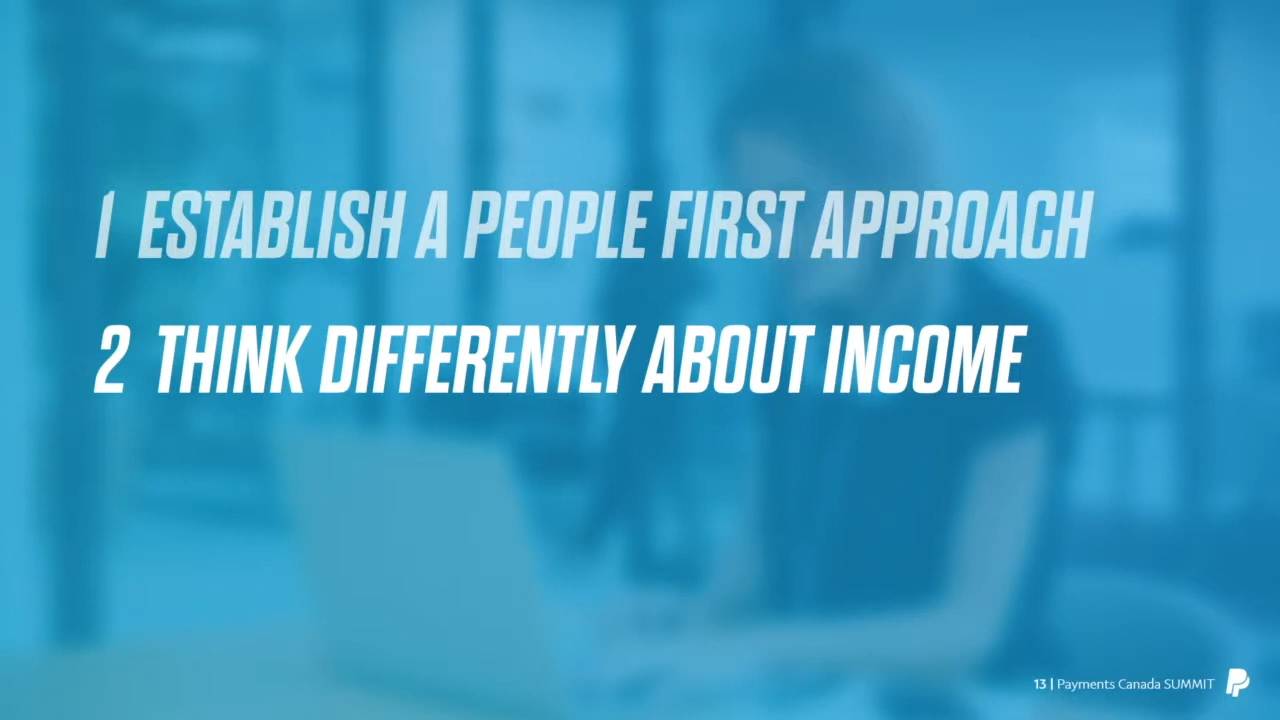 1 ESTABLISH A PEOPLE FIRST APPROACH
2 THINK DIFFERENTLY ABOUT INCOME
13 | Payments Canada SUMMIT